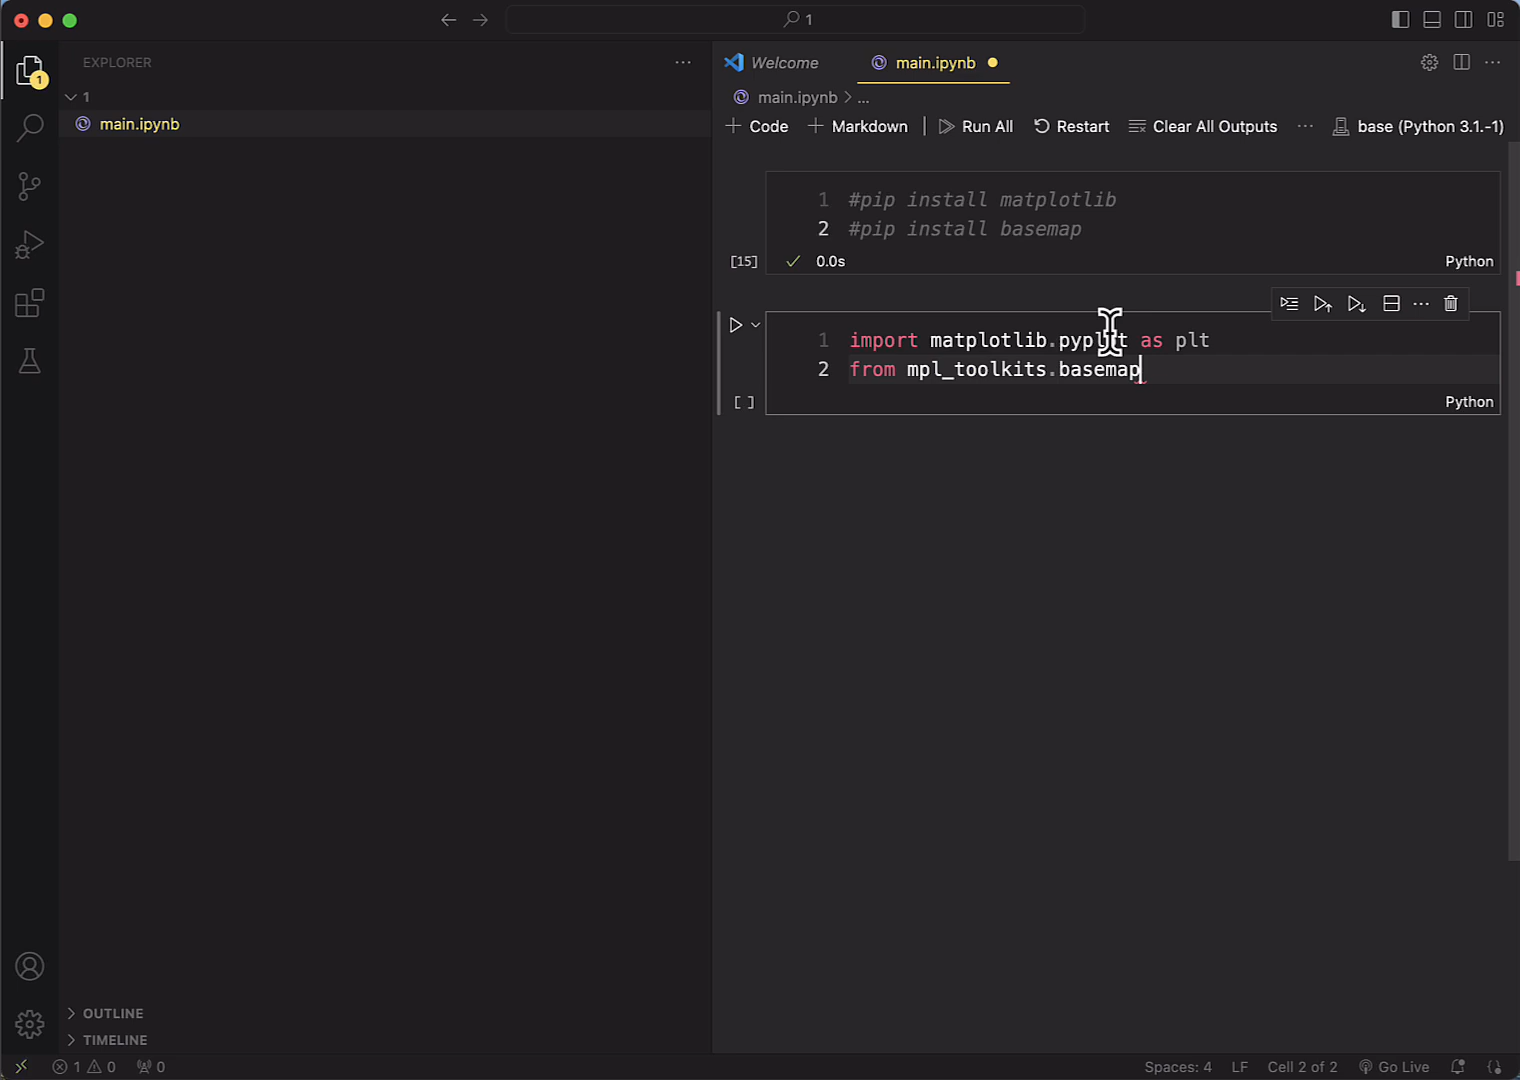 1
EXPLORER
Welcome
main.ipynb
1
main.ipynb > ...
main.ipynb
Code
Markdown
Run All
Restart
Clear All Outputs
base (Python 3.1.-1)
1 #pip install matplotlib
2 #pip install basemap
[15] 0.0s Python
1 import matplotlib.pyplot as plt
2 from mpl_toolkits.basemap
[ ] Python
1
OUTLINE
TIMELINE
1 0 0 Spaces: 4 LF Cell 2 of 2 Go Live